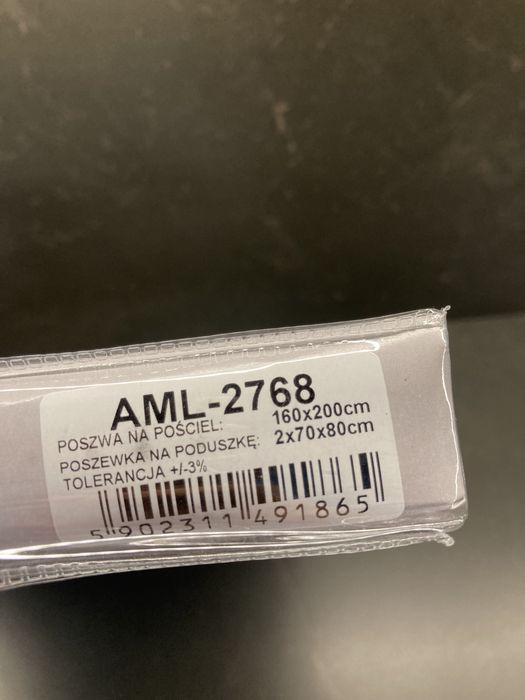 AML-2768
POSZWA NA POŚCIEL: 160x200cm
POSZEWKA NA PODUSZKĘ: 2x70x80cm
TOLERANCJA +/-3%
5 902311 491865